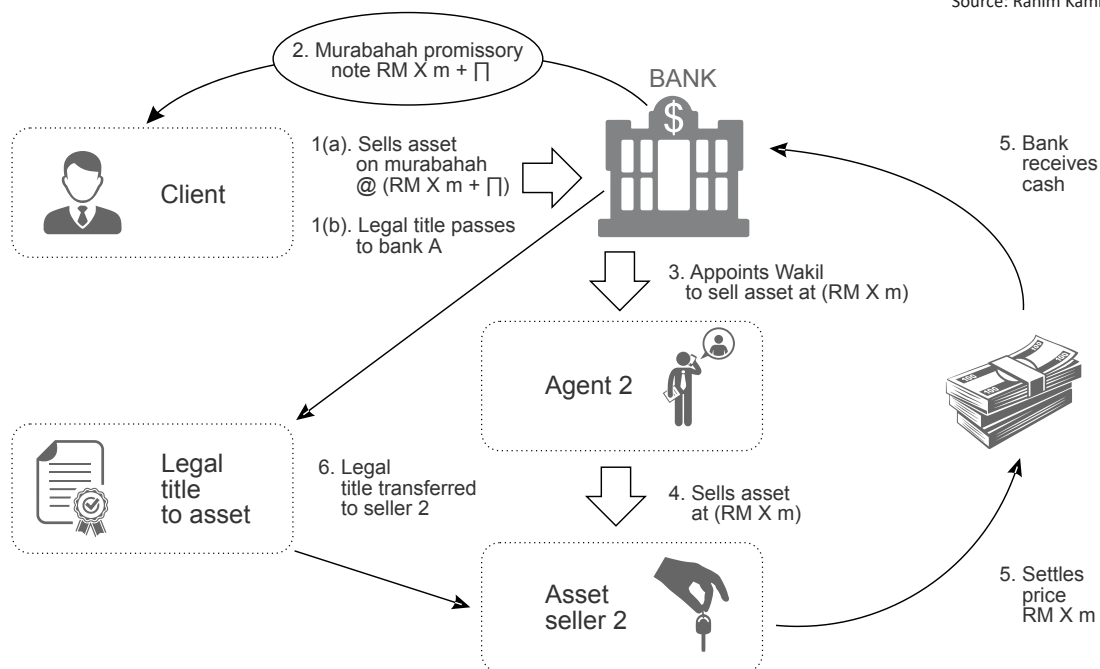 Source: Rahim Kami
2. Murabahah promissory
note RM X m + ∏
BANK
$
Client
1(a). Sells asset
on murabahah
@ (RM X m + ∏)
1(b). Legal title passes
to bank A
5. Bank
receives
cash
3. Appoints Wakil
to sell asset at (RM X m)
Agent 2
100
100
100
Legal
title
to asset
6. Legal
title transferred
to seller 2
4. Sells asset
at (RM X m)
Asset
seller 2
5. Settles
price
RM X m